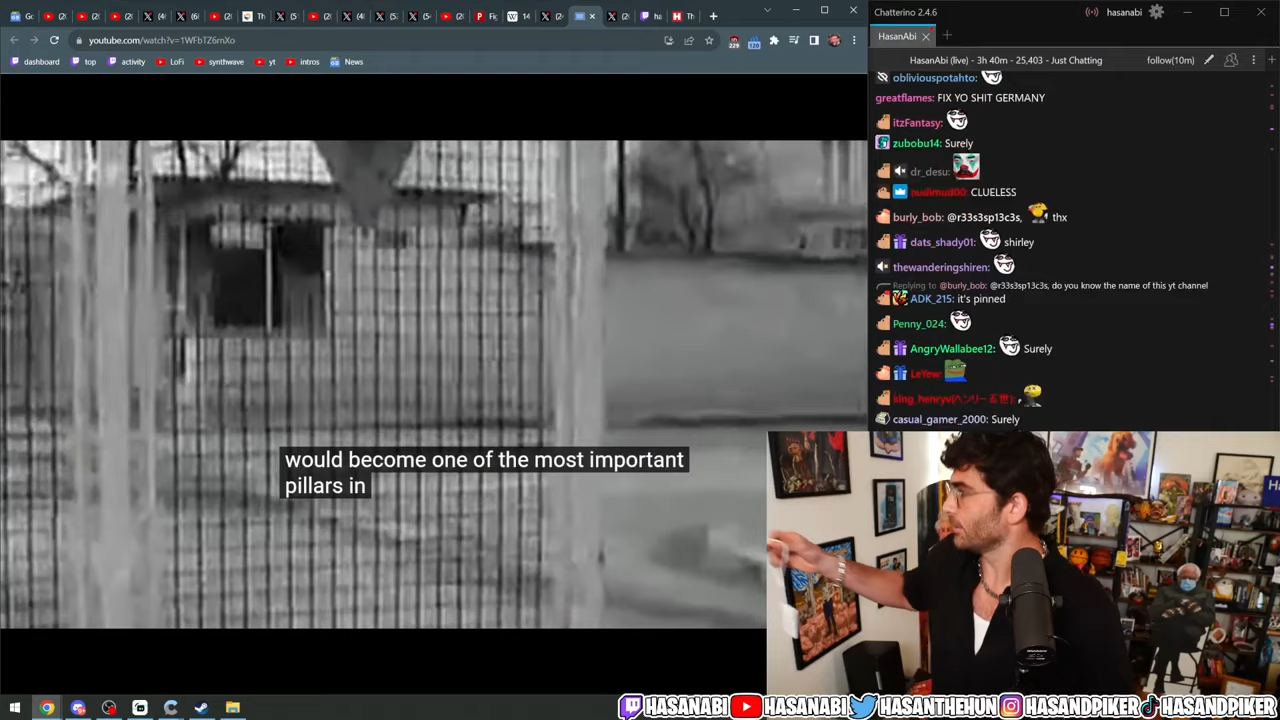 youtube.com/watch?v=1WFbTZ6rnXo
dashboard
top
activity
LoFi
synthwave
yt
intros
News
would become one of the most important
pillars in
Chatterino 2.4.6
hasanabi
HasanAbi
HasanAbi (live) - 3h 40m - 25,403 - Just Chatting
follow(10m)
obliviouspotahto:
greatflames: FIX YO SHIT GERMANY
itzFantasy:
zubobu14: Surely
dr_desu:
CLUELESS
burly_bob: @r33s3sp13c3s, thx
dats_shady01: shirley
thewanderingshiren:
Replying to @burly_bob: @r33s3sp13c3s, do you know the name of this yt channel
ADK_215: it's pinned
Penny_024:
AngryWallabee12: Surely
LeYew:
casual_gamer_2000: Surely
HASANABI HASANABI HASANTHEHUN HASANDPIKER HASANDPIKER